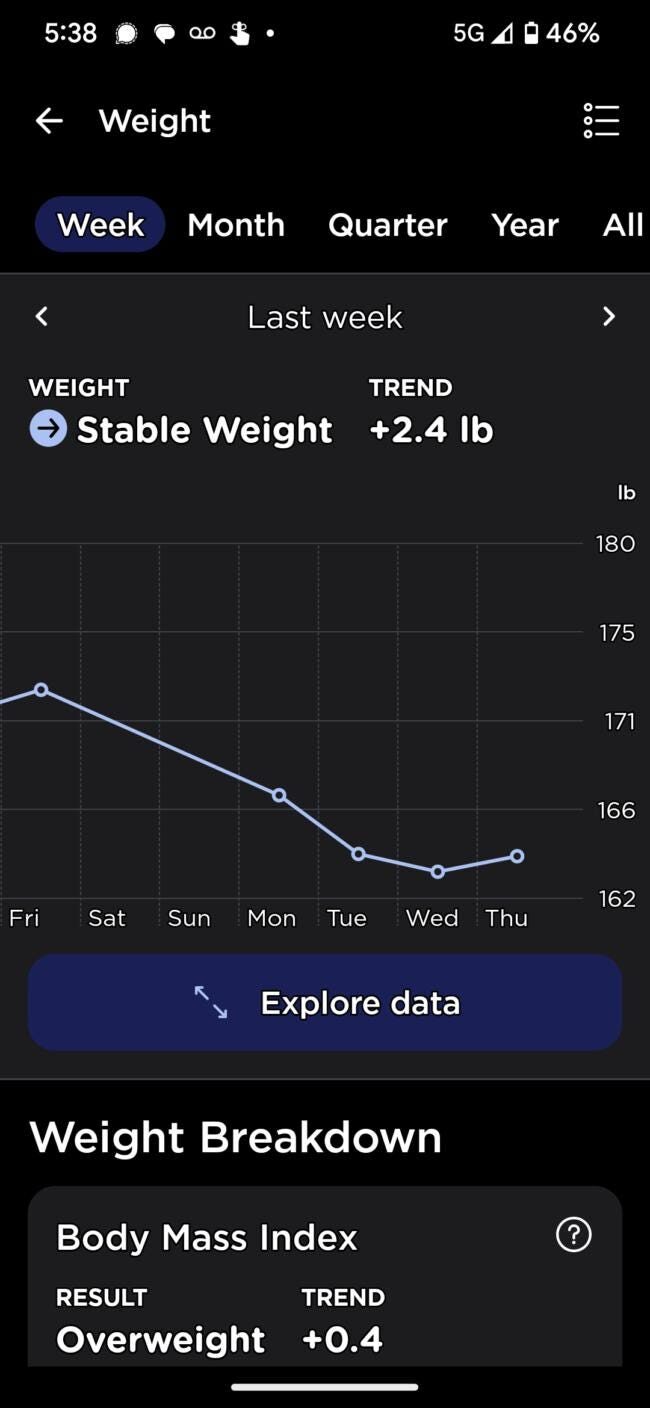 5:38 5G 46%
Weight
Week Month Quarter Year All
Last week
WEIGHT TREND
Stable Weight +2.4 lb
lb
180
175
171
166
162
Fri Sat Sun Mon Tue Wed Thu
Explore data
Weight Breakdown
Body Mass Index ?
RESULT TREND
Overweight +0.4